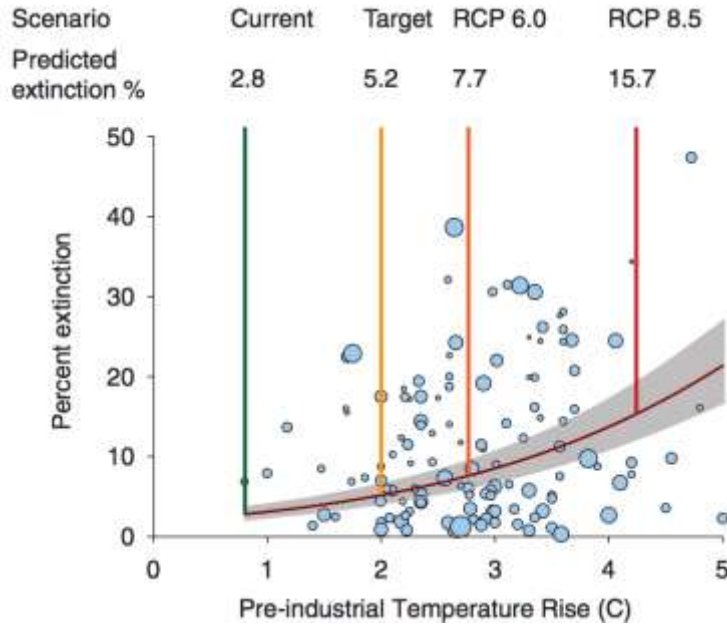 Scenario Current Target RCP 6.0 RCP 8.5
Predicted
extinction % 2.8 5.2 7.7 15.7
50
40
30
20
10
0
Percent extinction
0 1 2 3 4 5
Pre-industrial Temperature Rise (C)